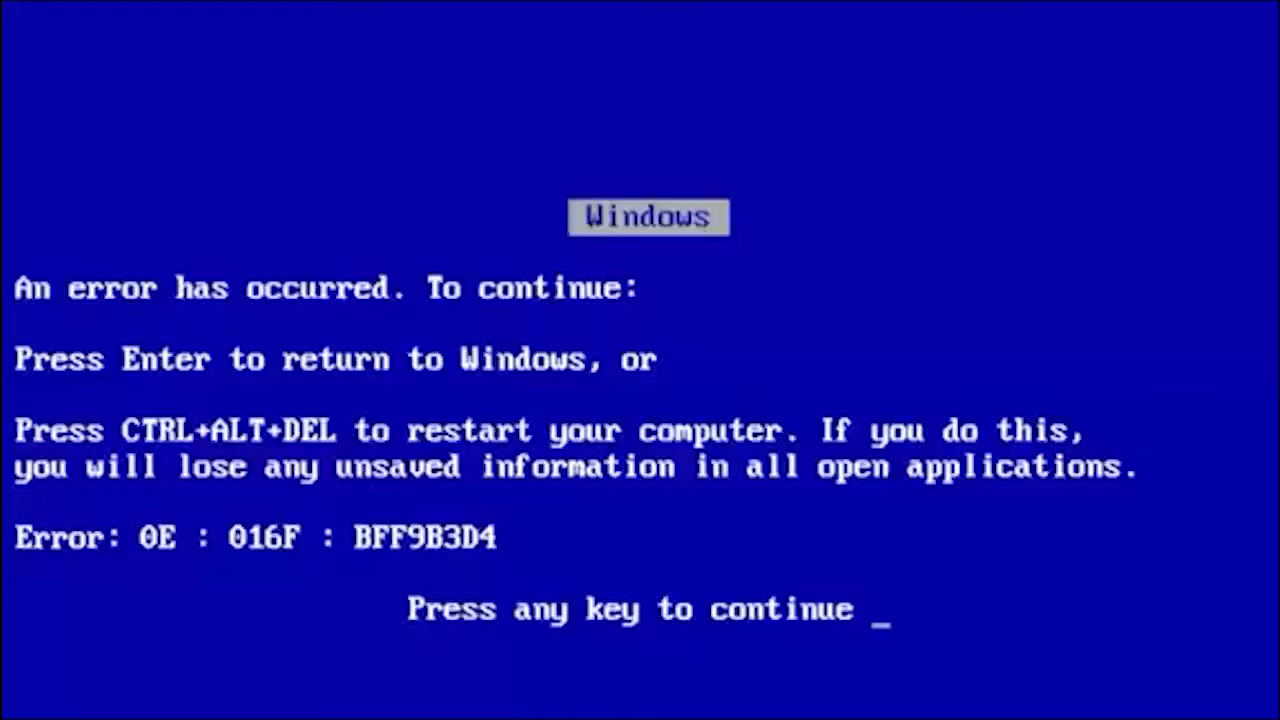 Windows
An error has occurred. To continue:
Press Enter to return to Windows, or
Press CTRL+ALT+DEL to restart your computer. If you do this,
you will lose any unsaved information in all open applications.
Error: 0E : 016F : BFF9B3D4
Press any key to continue _